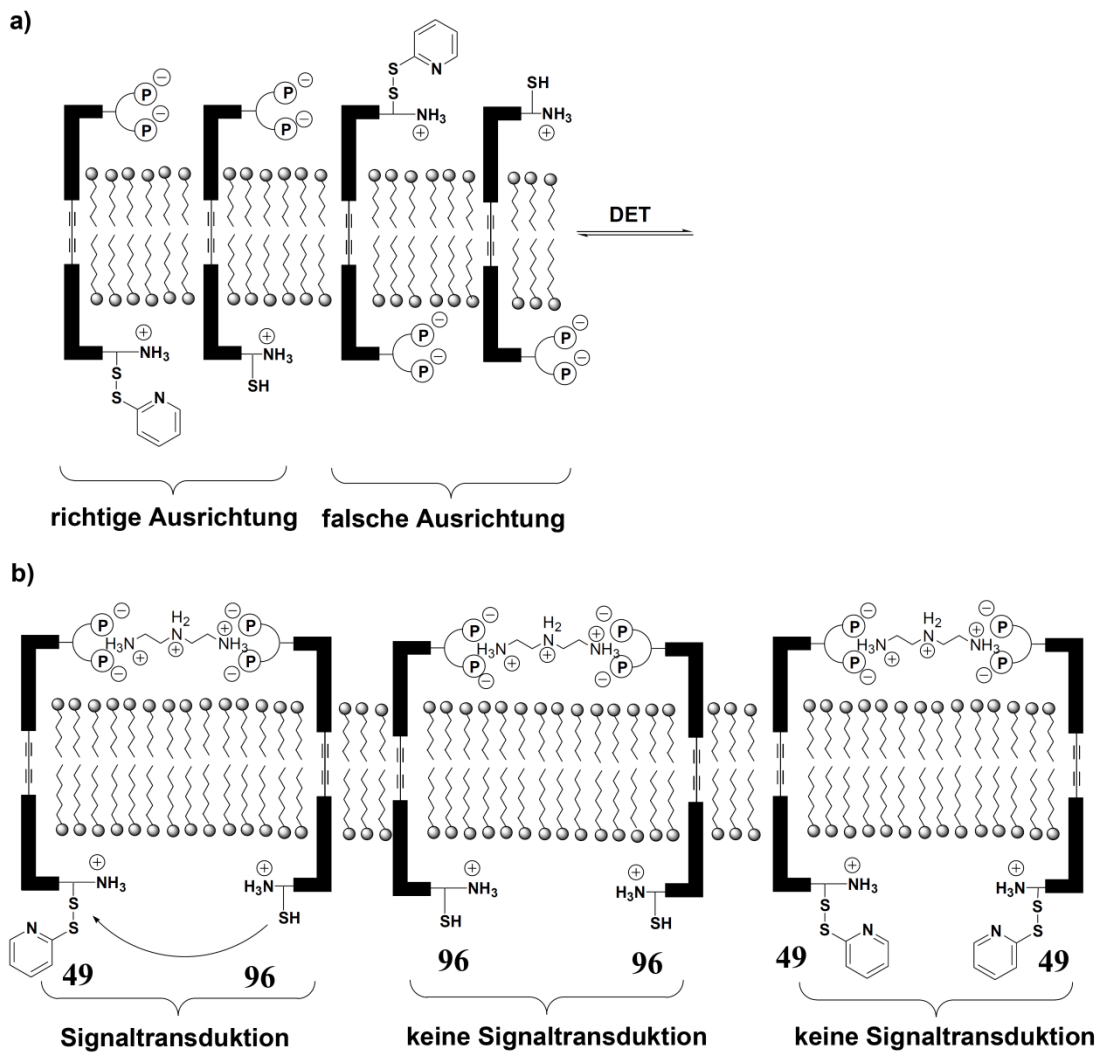 a)
P ⊖
P ⊖
P ⊖
P ⊖
N
S
S
NH3
⊕
SH
NH3
⊕
DET
⊕
NH3
S
S
N
⊕
NH3
SH
P ⊖
P ⊖
P ⊖
P ⊖
richtige Ausrichtung falsche Ausrichtung
b)
P ⊖ H2 N ⊕ ⊖ P
H3N ⊕ ⊕ NH3
P ⊖ ⊖ P
P ⊖ H2 N ⊕ ⊖ P
H3N ⊕ ⊕ NH3
P ⊖ ⊖ P
P ⊖ H2 N ⊕ ⊖ P
H3N ⊕ ⊕ NH3
P ⊖ ⊖ P
⊕
NH3
S
S
N
⊕
H3N
SH
⊕
NH3
SH
⊕
H3N
SH
⊕
NH3
S
S
N
⊕
H3N
S
S
N
49 96 96 96 49 49
Signaltransduktion keine Signaltransduktion keine Signaltransduktion